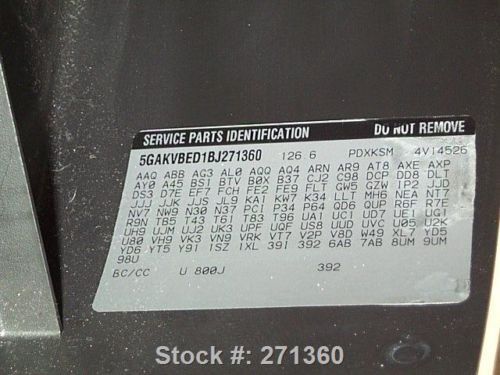 SERVICE PARTS IDENTIFICATION DO NOT REMOVE
5GAKVBED1BJ271360 126 6 PDXKSM 4V14526
AAQ ABB AG3 AL0 AQQ AQ4 ARN AR9 AT8 AXE AXP
AY0 A45 BS1 BTV B0X B37 CJ2 C98 DCP DD8 DLT
DS3 D7E EF7 FCH FE2 FE9 FLT GW5 GZW IP2 JJD
JJJ JJK JJS JL9 KA1 KW7 K34 LLT MH6 NEA NT7
NV7 NW9 N30 N37 PCI P34 P64 QD6 QUP R6F R7E
R9N TB5 T43 T61 T83 T96 UA1 UC1 UD7 UE1 UG1
UH9 UJM UJ2 UK3 UPF UQF US8 UUD UVC U05 U2K
U80 VH9 VK3 VN9 VRK VT7 V2P V8D W49 XL7 YD5
YD6 YT5 Y91 1SZ 1XL 39I 392 6AB 7AB 8UM 9UM
98U
BC/CC U 800J 392
Stock #: 271360